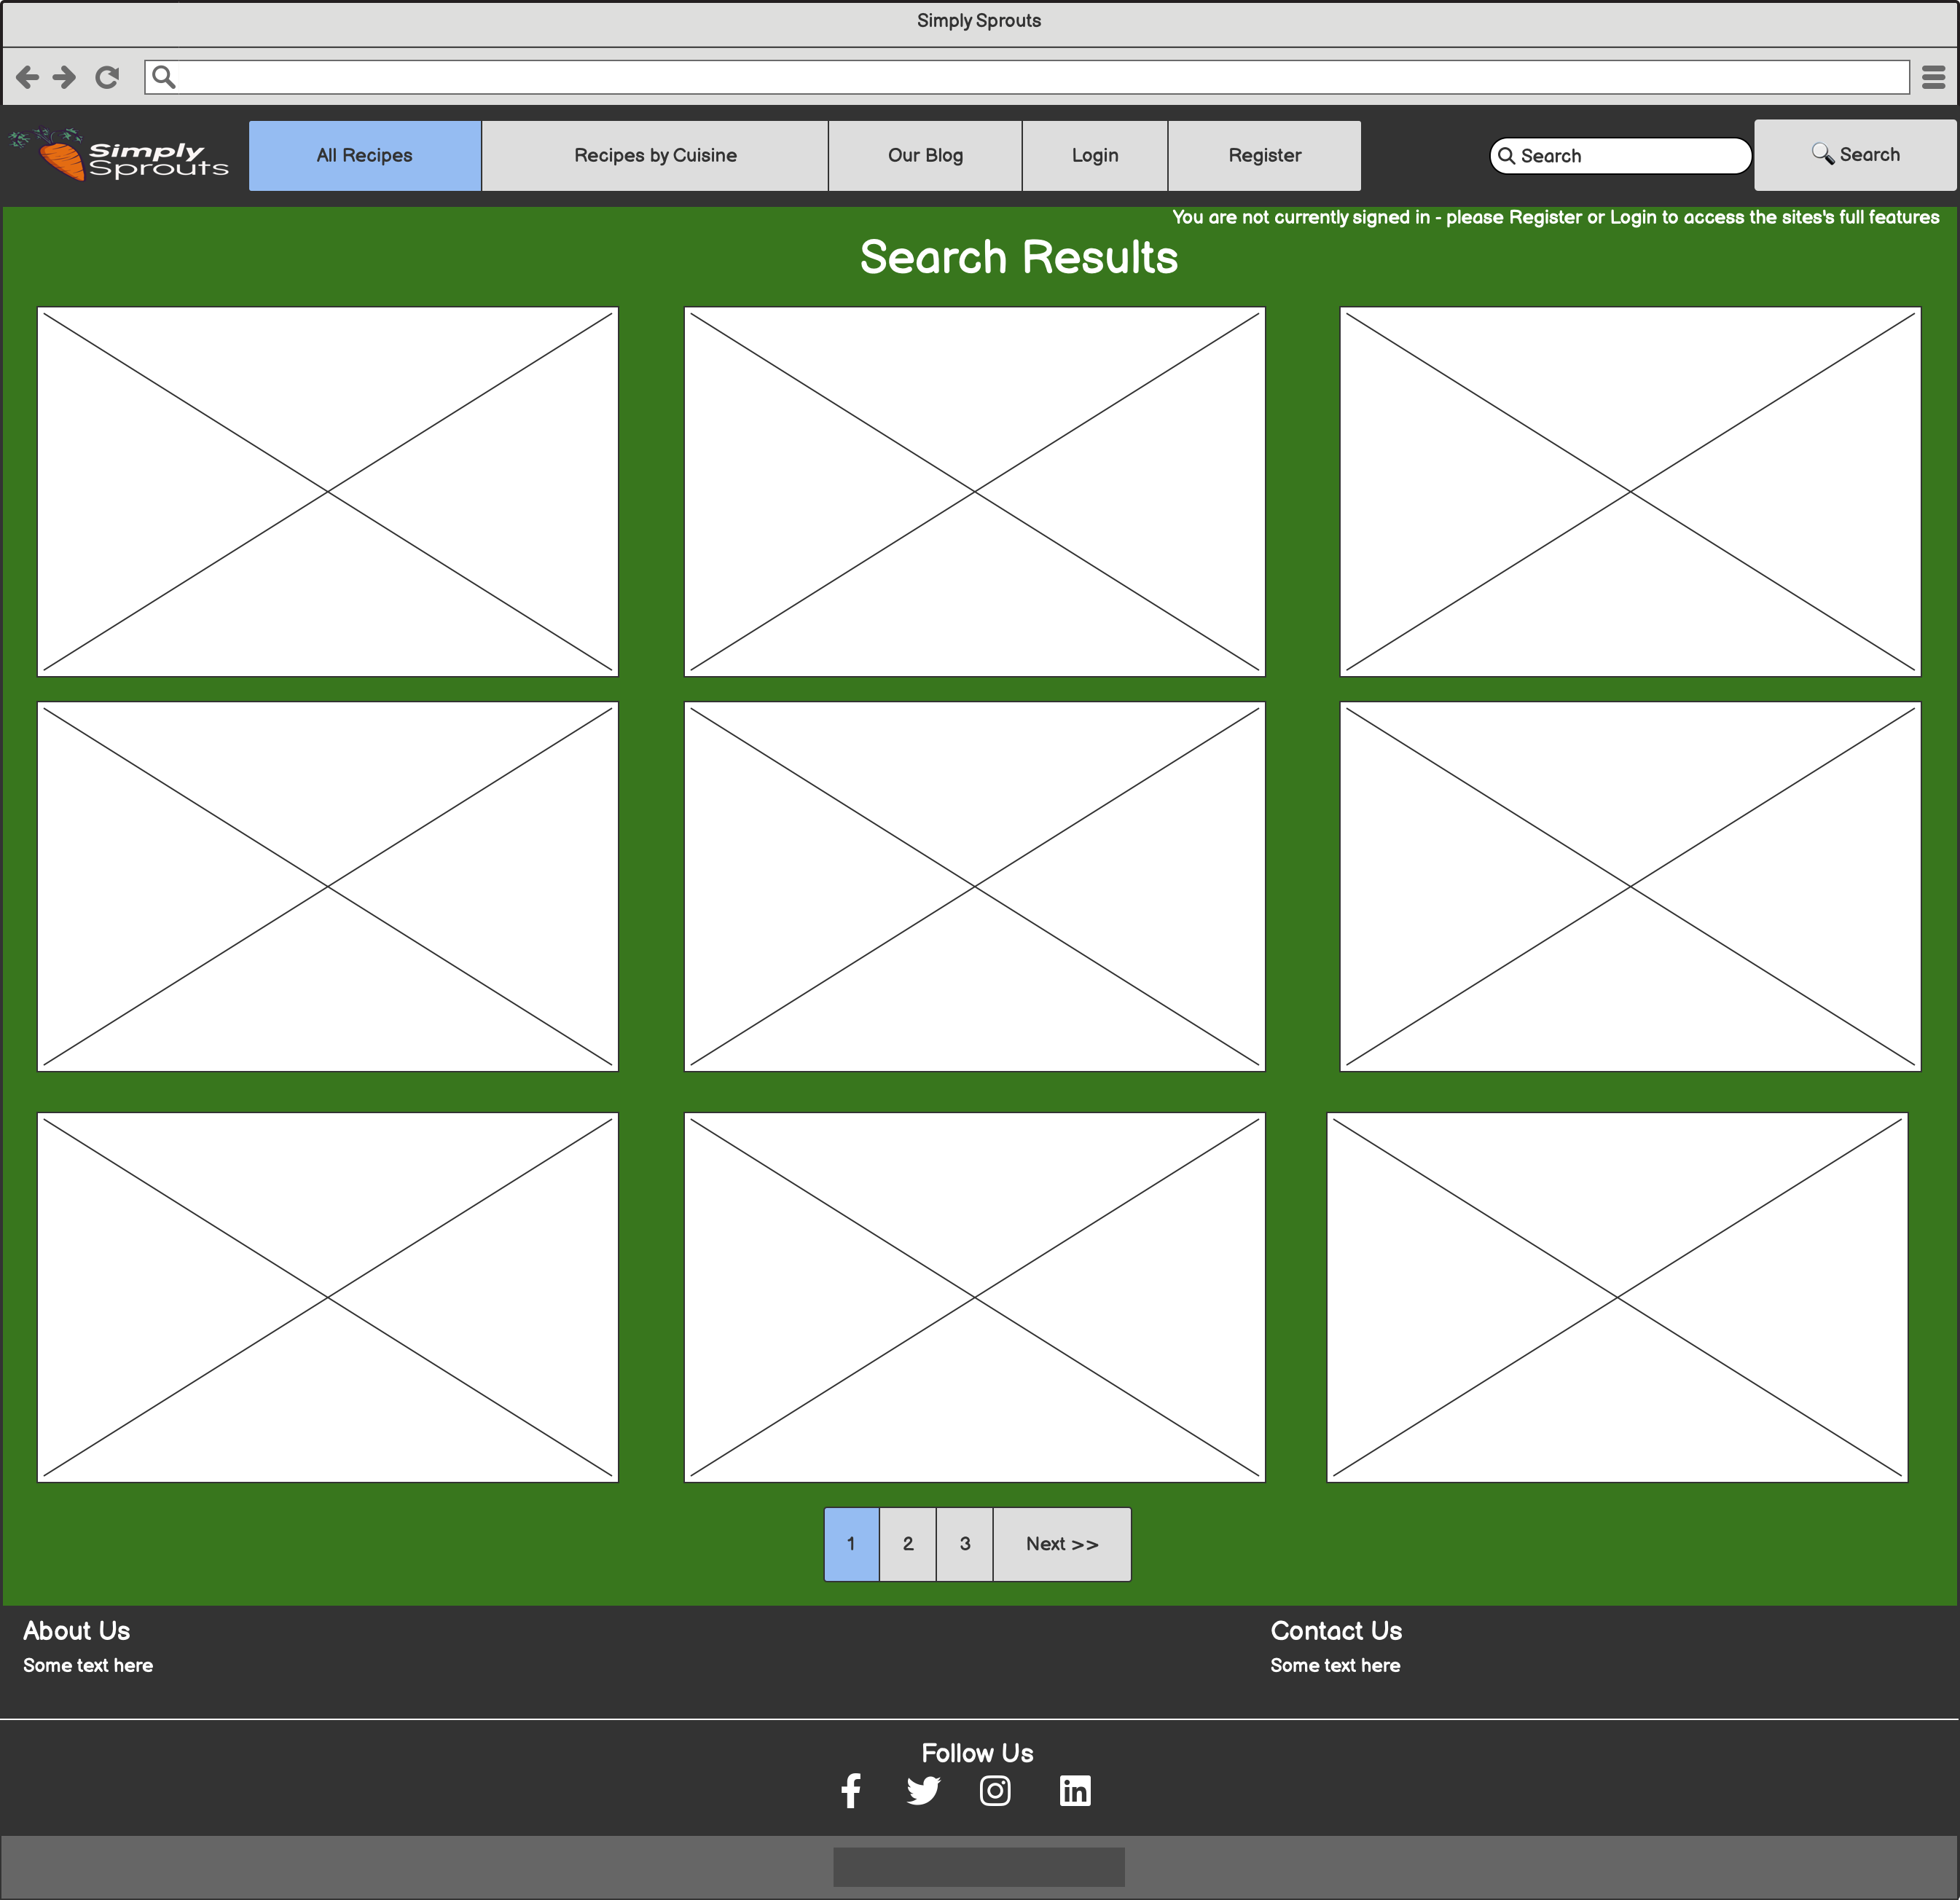 Simply Sprouts
Simply
Sprouts
All Recipes
Recipes by Cuisine
Our Blog
Login
Register
Search
Search
You are not currently signed in - please Register or Login to access the sites's full features
Search Results
1
2
3
Next >>
About Us
Some text here
Contact Us
Some text here
Follow Us